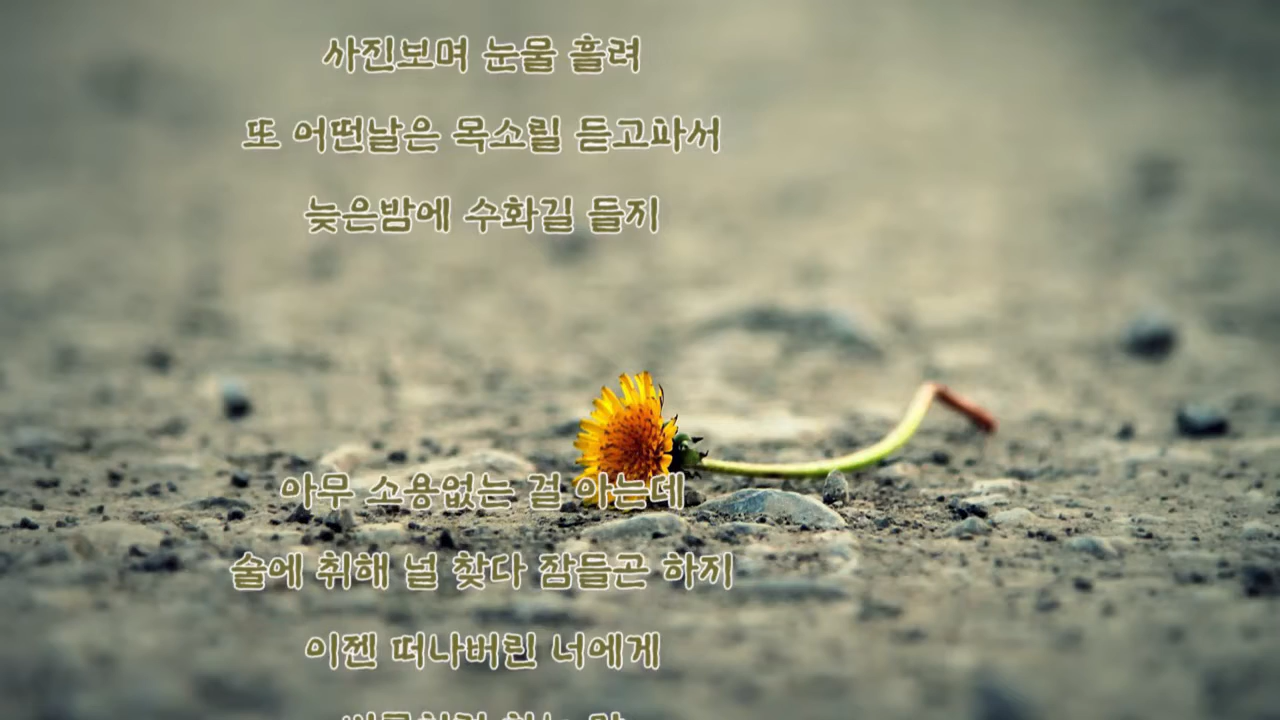 사진보며 눈물 흘려
또 어떤날은 목소릴 듣고파서
늦은밤에 수화길 들지
아무 소용없는 걸 아는데
술에 취해 널 찾다 잠들곤 하지
이젠 떠나버린 너에게